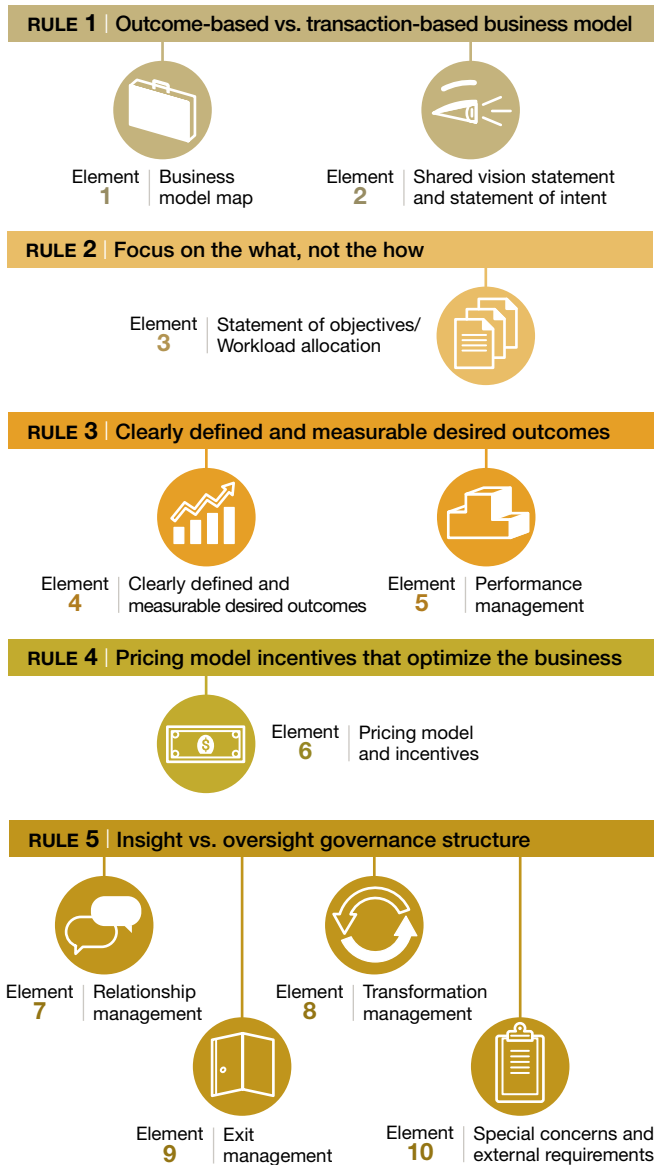 RULE 1 | Outcome-based vs. transaction-based business model
Element 1 | Business
model map
Element 2 | Shared vision statement
and statement of intent
RULE 2 | Focus on the what, not the how
Element 3 | Statement of objectives/
Workload allocation
RULE 3 | Clearly defined and measurable desired outcomes
Element 4 | Clearly defined and
measurable desired outcomes
Element 5 | Performance
management
RULE 4 | Pricing model incentives that optimize the business
$
Element 6 | Pricing model
and incentives
RULE 5 | Insight vs. oversight governance structure
Element 7 | Relationship
management
Element 8 | Transformation
management
Element 9 | Exit
management
Element 10 | Special concerns and
external requirements